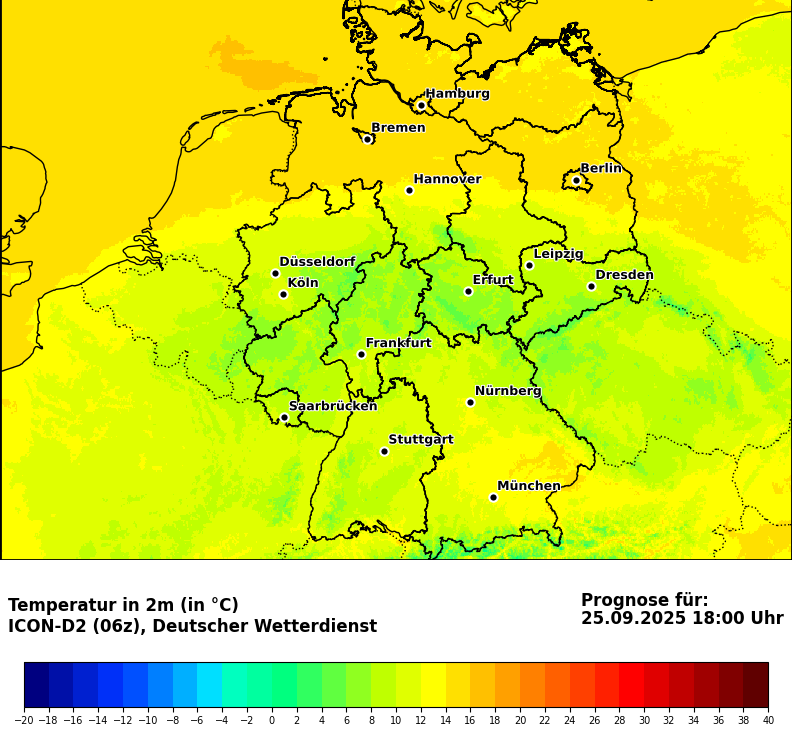 Hamburg
Bremen
Berlin
Hannover
Leipzig
Düsseldorf
Dresden
Köln
Erfurt
Frankfurt
Nürnberg
Saarbrücken
Stuttgart
München
Temperatur in 2m (in °C)
ICON-D2 (06z), Deutscher Wetterdienst
Prognose für:
25.09.2025 18:00 Uhr
−20 −18 −16 −14 −12 −10 −8 −6 −4 −2 0 2 4 6 8 10 12 14 16 18 20 22 24 26 28 30 32 34 36 38 40